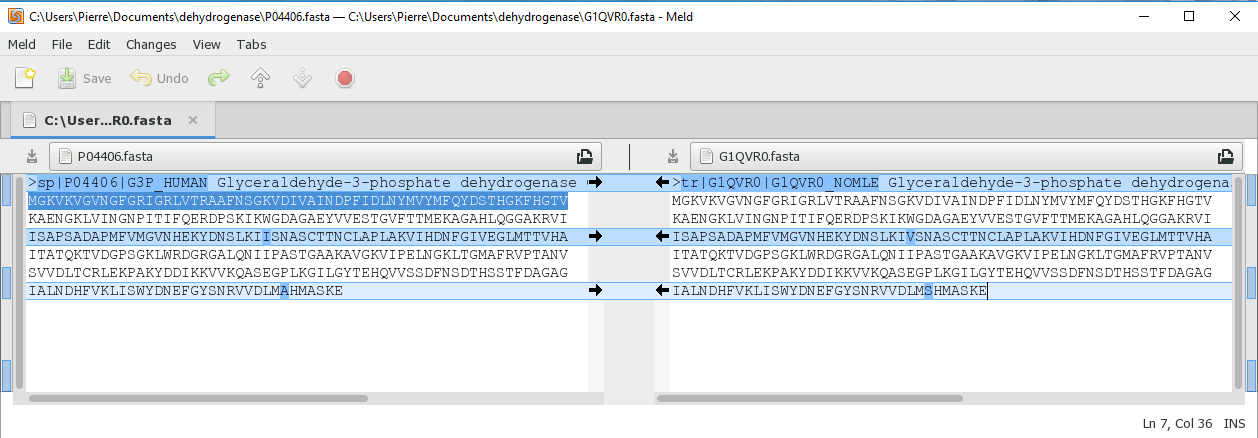 C:\Users\Pierre\Documents\dehydrogenase\P04406.fasta — C:\Users\Pierre\Documents\dehydrogenase\G1QVR0.fasta - Meld
Meld File Edit Changes View Tabs
Save Undo
C:\User...R0.fasta
P04406.fasta
G1QVR0.fasta
>sp|P04406|G3P_HUMAN Glyceraldehyde-3-phosphate dehydrogenase
MGKVKVGVNGFGRIGRLVTRAAFNSGKVDIVAINDPFIDLNYMVYMFQYDSTHGKFHGTV
KAENGKLVINGNPITIFQERDPSKIKWGDAGAEYVVESTGVFTTMEKAGAHLQGGAKRVI
ISAPSADAPMFVMGVNHEKYDNSLKIISNASCTTNCLAPLAKVIHDNFGIVEGLMTTVHA
ITATQKTVDGPSGKLWRDGRGALQNIIPASTGAAKAVGKVIPELNGKLTGMAFRVPTANV
SVVDLTCRLEKPAKYDDIKKVVKQASEGPLKGILGYTEHQVVSSDFNSDTHSSTFDAGAG
IALNDHFVKLISWYDNEFGYSNRVVDLMAHMASKE
>tr|G1QVR0|G1QVR0_NOMLE Glyceraldehyde-3-phosphate dehydrogena
MGKVKVGVNGFGRIGRLVTRAAFNSGKVDIVAINDPFIDLNYMVYMFQYDSTHGKFHGTV
KAENGKLVINGNPITIFQERDPSKIKWGDAGAEYVVESTGVFTTMEKAGAHLQGGAKRVI
ISAPSADAPMFVMGVNHEKYDNSLKIVSNASCTTNCLAPLAKVIHDNFGIVEGLMTTVHA
ITATQKTVDGPSGKLWRDGRGALQNIIPASTGAAKAVGKVIPELNGKLTGMAFRVPTANV
SVVDLTCRLEKPAKYDDIKKVVKQASEGPLKGILGYTEHQVVSSDFNSDTHSSTFDAGAG
IALNDHFVKLISWYDNEFGYSNRVVDLMSHMASKE
Ln 7, Col 36 INS